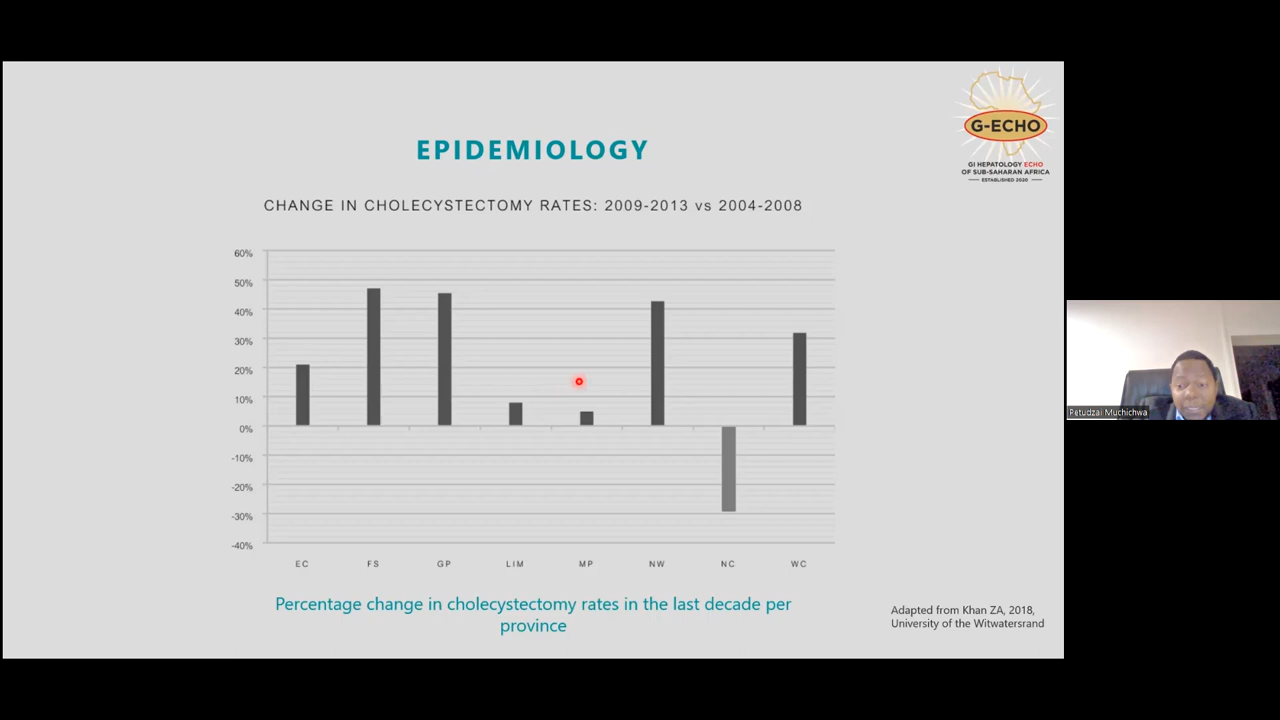 G-ECHO
GI HEPATOLOGY ECHO
OF SUB-SAHARAN AFRICA
ESTABLISHED 2020
EPIDEMIOLOGY
CHANGE IN CHOLECYSTECTOMY RATES: 2009-2013 vs 2004-2008
60%
50%
40%
30%
20%
10%
0%
-10%
-20%
-30%
-40%
EC FS GP LIM MP NW NC WC
Percentage change in cholecystectomy rates in the last decade per
province
Adapted from Khan ZA, 2018,
University of the Witwatersrand
Petudzai Muchichwa